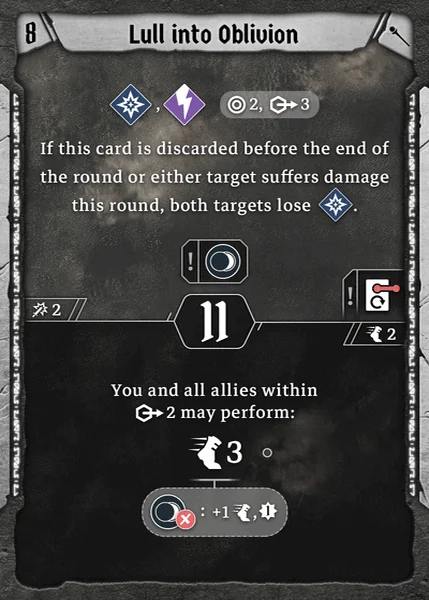 8 Lull into Oblivion
, 2, 3
If this card is discarded before the end of
the round or either target suffers damage
this round, both targets lose .
!
2
11
!
2
You and all allies within
2 may perform:
3
: +1 ,